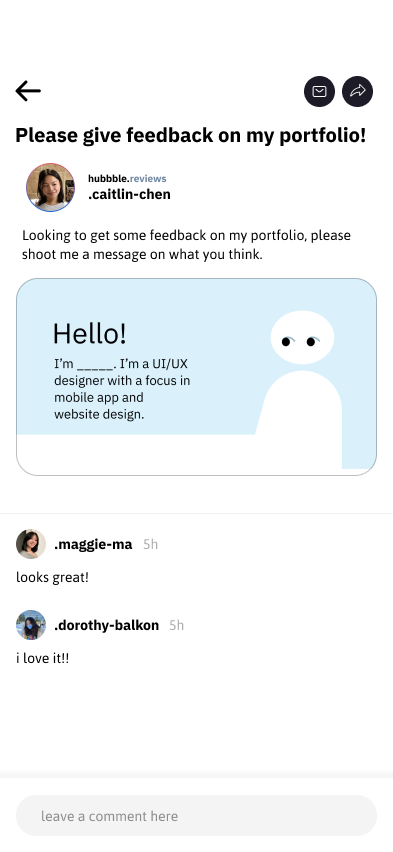 Please give feedback on my portfolio!
hubbble.reviews
.caitlin-chen
Looking to get some feedback on my portfolio, please
shoot me a message on what you think.
Hello!
I'm _____. I'm a UI/UX
designer with a focus in
mobile app and
website design.
.maggie-ma 5h
looks great!
.dorothy-balkon 5h
i love it!!
leave a comment here